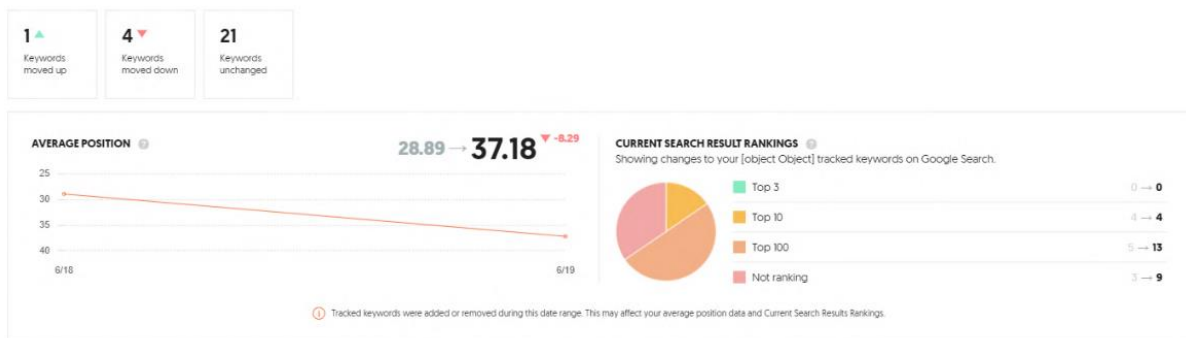 1
Keywords
moved up
4
Keywords
moved down
21
Keywords
unchanged
AVERAGE POSITION ?
28.89 → 37.18 ▼ -8.29
25
30
35
40
6/18
6/19
CURRENT SEARCH RESULT RANKINGS ?
Showing changes to your [object Object] tracked keywords on Google Search.
Top 3 0 → 0
Top 10 4 → 4
Top 100 5 → 13
Not ranking 3 → 9
Tracked keywords were added or removed during this date range. This may affect your average position data and Current Search Results Rankings.